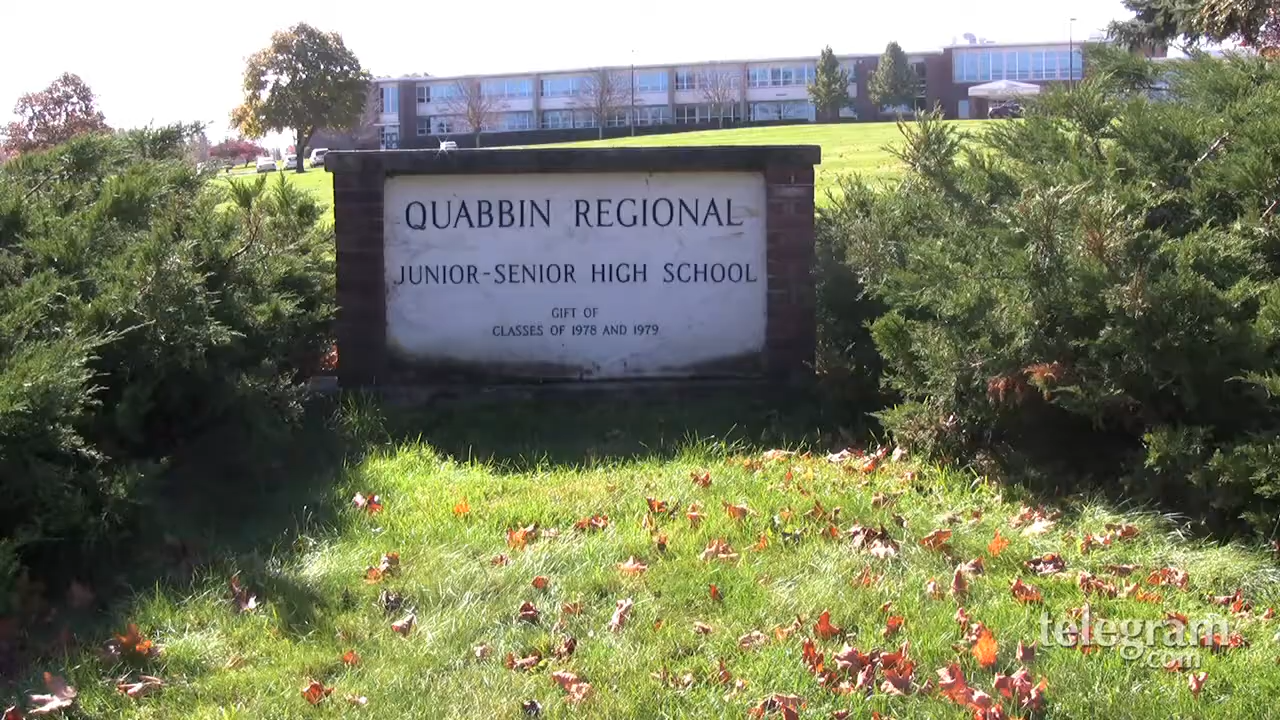 QUABBIN REGIONAL
JUNIOR-SENIOR HIGH SCHOOL
GIFT OF
CLASSES OF 1978 AND 1979
telegram
.com